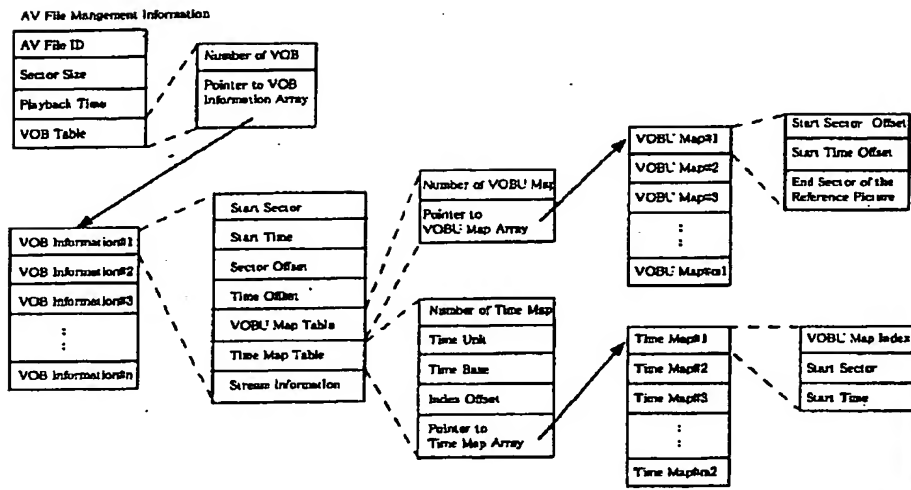 AV File Mangement Information
AV File ID
Sector Size
Playback Time
VOB Table
Number of VOB
Pointer to VOB
Information Array
VOB Information#1
VOB Information#2
VOB Information#3
:
:
VOB Information#n
Start Sector
Start Time
Sector Offset
Time Offset
VOBU Map Table
Time Map Table
Stream Information
Number of VOBU Map
Pointer to
VOBU Map Array
Number of Time Map
Time Unit
Time Base
Index Offset
Pointer to
Time Map Array
VOBU Map#1
VOBU Map#2
VOBU Map#3
:
:
VOBU Map#m1
Start Sector Offset
Start Time Offset
End Sector of the
Reference Picture
Time Map#1
Time Map#2
Time Map#3
:
:
Time Map#m2
VOBU Map Index
Start Sector
Start Time